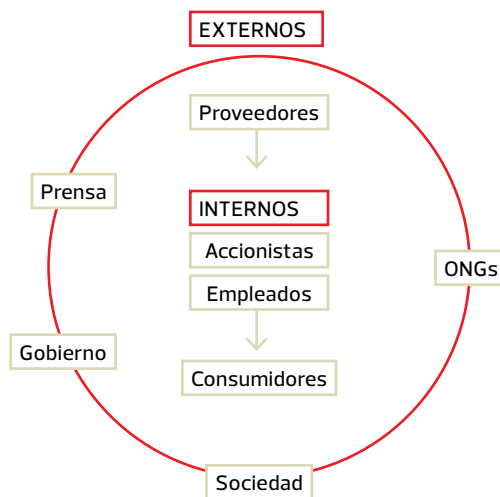 EXTERNOS
Proveedores
Prensa
INTERNOS
Accionistas
ONGs
Empleados
Gobierno
Consumidores
Sociedad